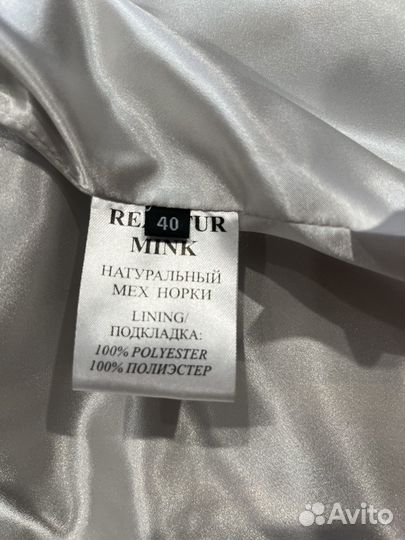 40
MINK
НАТУРАЛЬНЫЙ
МЕХ НОРКИ
LINING/
ПОДКЛАДКА:
100% POLYESTER
100% ПОЛИЭСТЕР
Avito